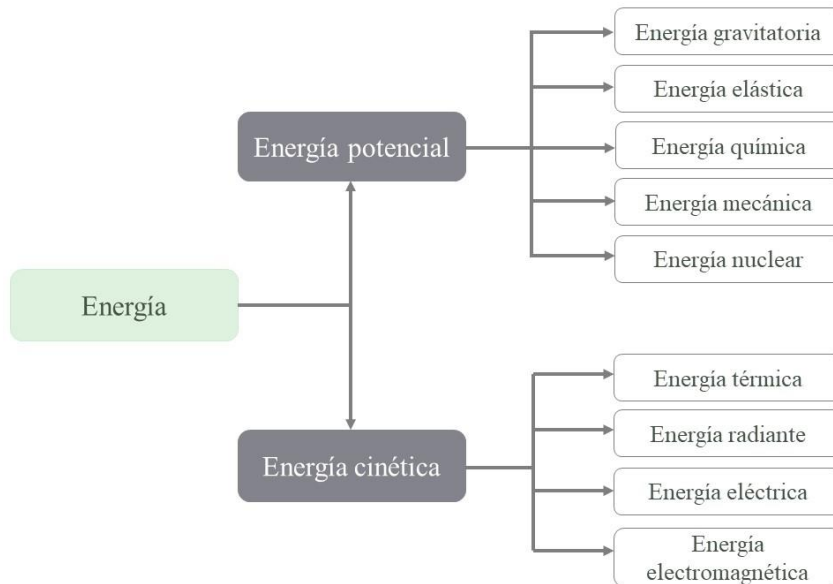 Energía
Energía potencial
Energía gravitatoria
Energía elástica
Energía química
Energía mecánica
Energía nuclear
Energía cinética
Energía térmica
Energía radiante
Energía eléctrica
Energía
electromagnética